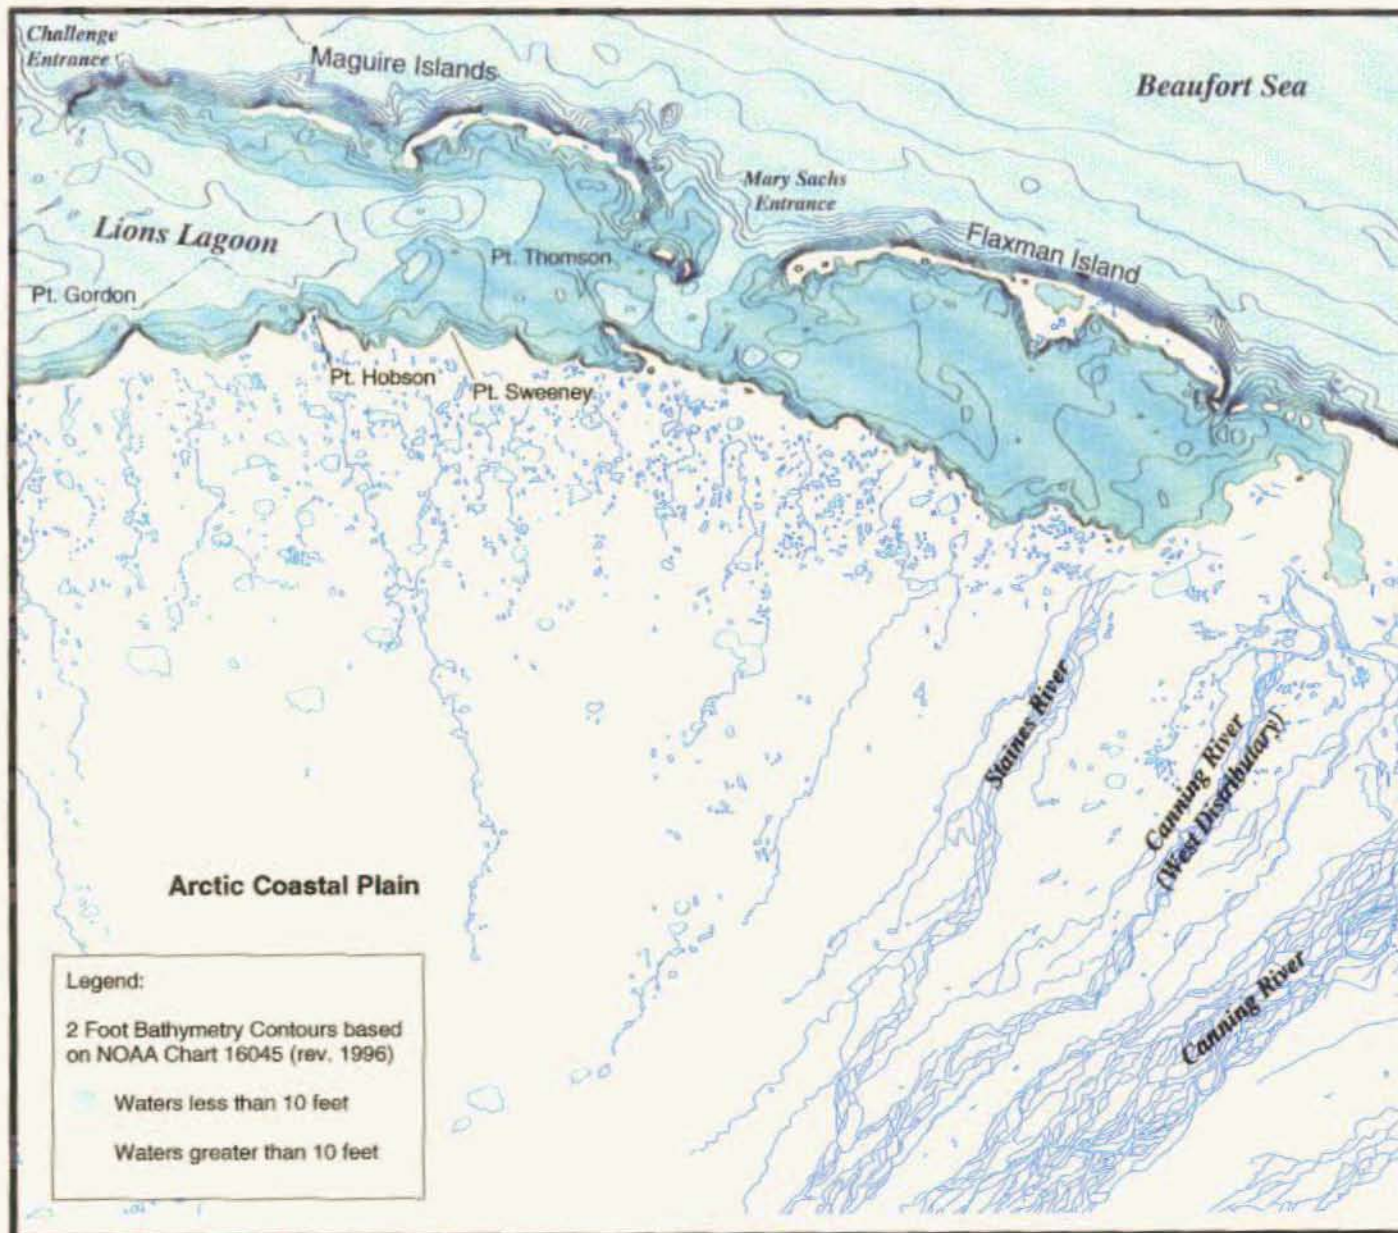 Challenge
Entrance
Maguire Islands
Beaufort Sea
Mary Sachs
Entrance
Lions Lagoon
Flaxman Island
Pt. Thomson
Pt. Gordon
Pt. Hobson
Pt. Sweeney
Staines River
Canning River
(West Distributary)
Canning River
Arctic Coastal Plain
Legend:
2 Foot Bathymetry Contours based
on NOAA Chart 16045 (rev. 1996)
Waters less than 10 feet
Waters greater than 10 feet